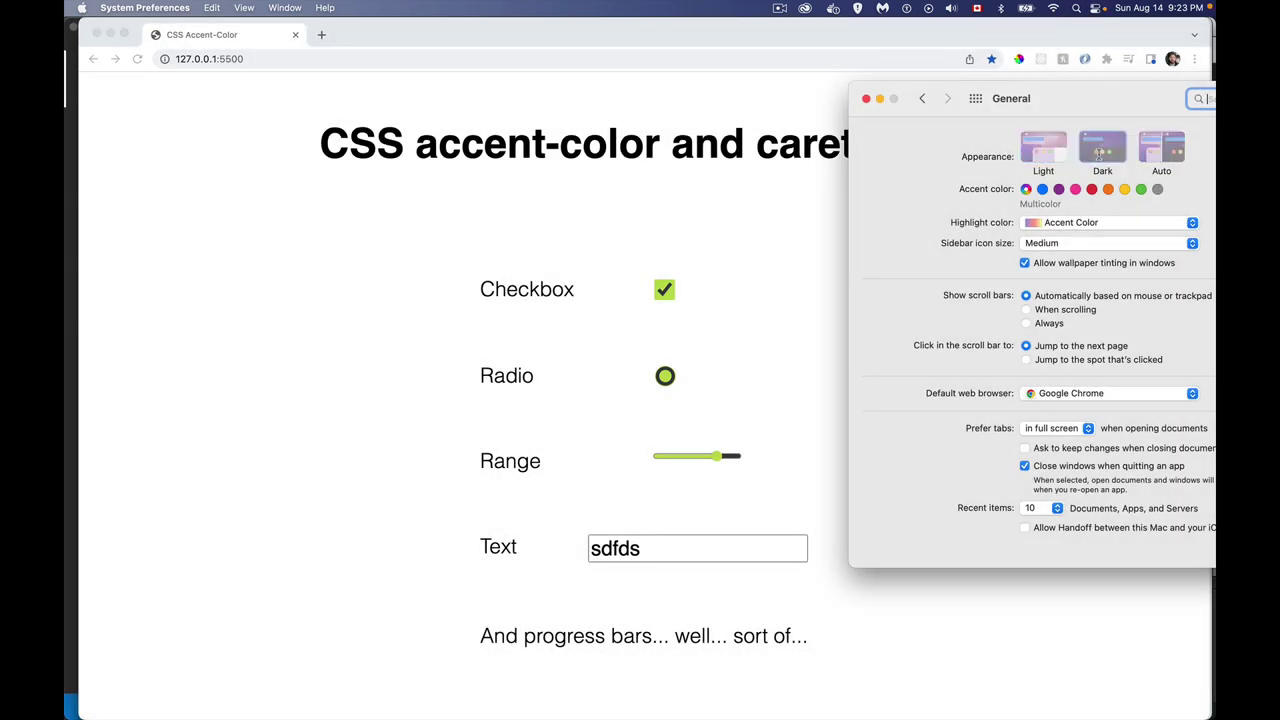 System Preferences Edit View Window Help Sun Aug 14 9:23 PM
CSS Accent-Color
127.0.0.1:5500
General
CSS accent-color and caret
Appearance:
Light Dark Auto
Accent color:
Multicolor
Highlight color: Accent Color
Sidebar icon size: Medium
Allow wallpaper tinting in windows
Checkbox
Show scroll bars: Automatically based on mouse or trackpad
When scrolling
Always
Click in the scroll bar to: Jump to the next page
Jump to the spot that's clicked
Radio
Default web browser: Google Chrome
Prefer tabs: in full screen when opening documents
Ask to keep changes when closing documen
Close windows when quitting an app
When selected, open documents and windows will
when you re-open an app.
Range
Recent items: 10 Documents, Apps, and Servers
Allow Handoff between this Mac and your iC
Text sdfds
And progress bars... well... sort of...